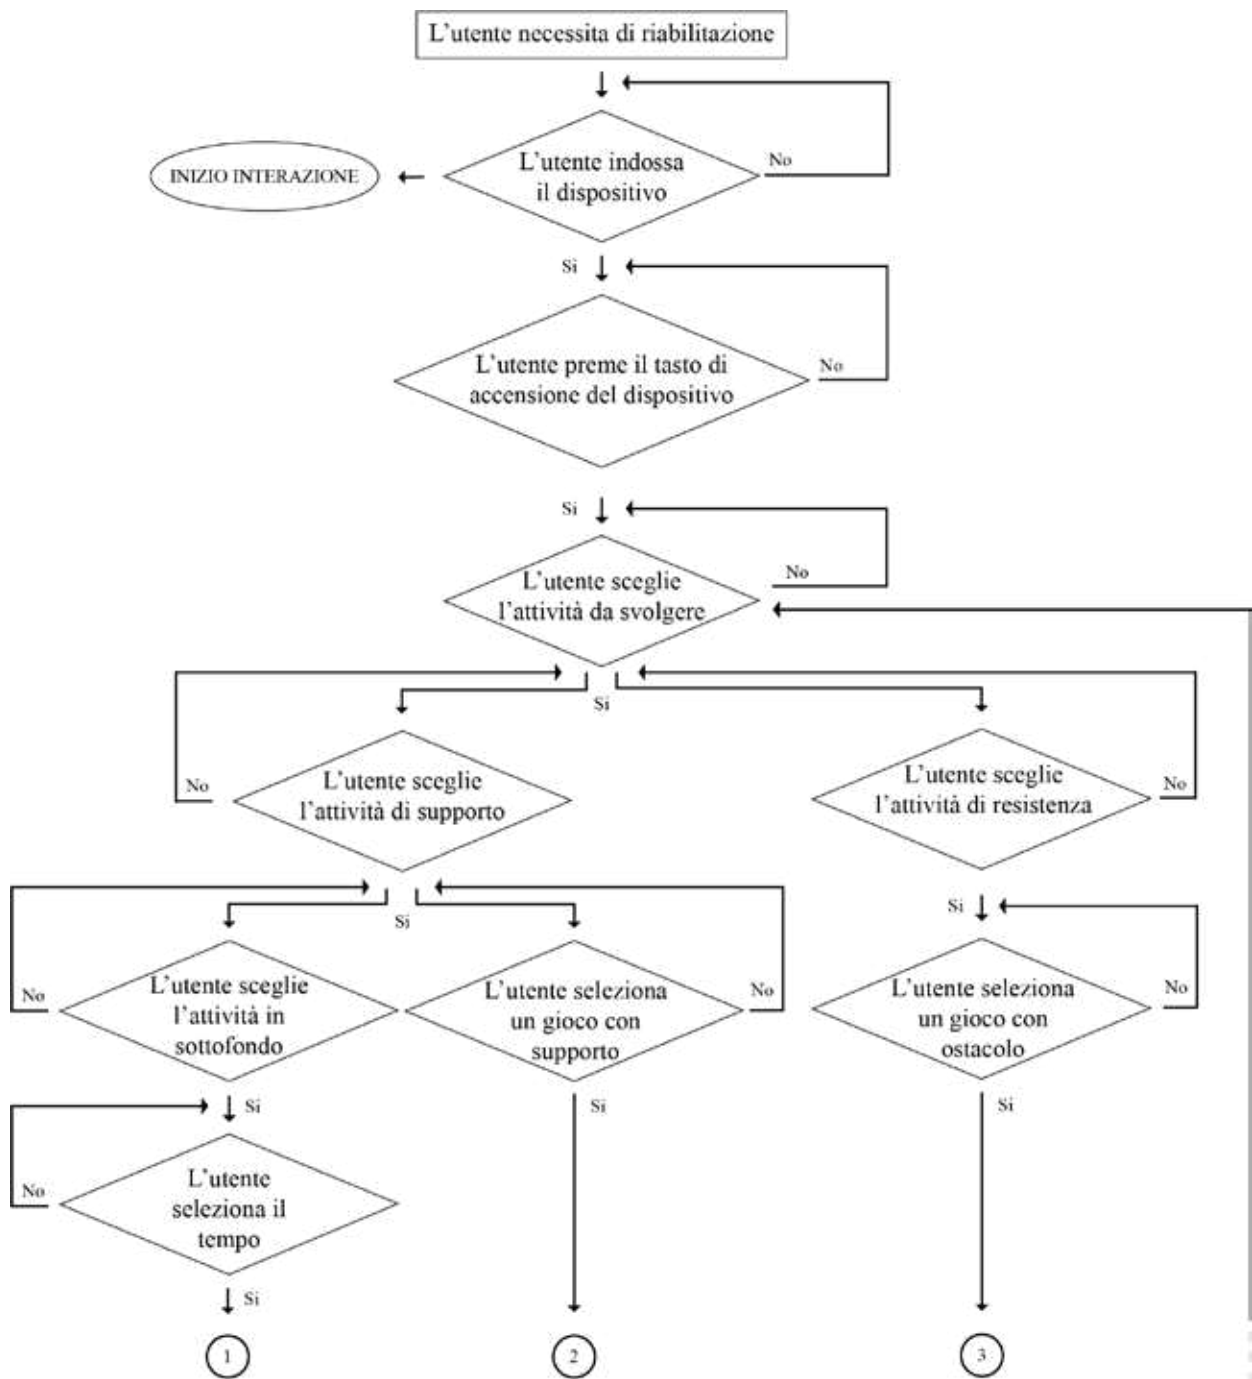 L'utente necessita di riabilitazione
L'utente indossa
il dispositivo
No
INIZIO INTERAZIONE
Si
L'utente preme il tasto di
accensione del dispositivo
No
Si
L'utente sceglie
l'attività da svolgere
No
Si
L'utente sceglie
l'attività di supporto
No
L'utente sceglie
l'attività di resistenza
No
Si
Si
L'utente sceglie
l'attività in
sottofondo
No
L'utente seleziona
un gioco con
supporto
No
L'utente seleziona
un gioco con
ostacolo
No
Si
Si
Si
L'utente
seleziona il
tempo
No
Si
1
2
3